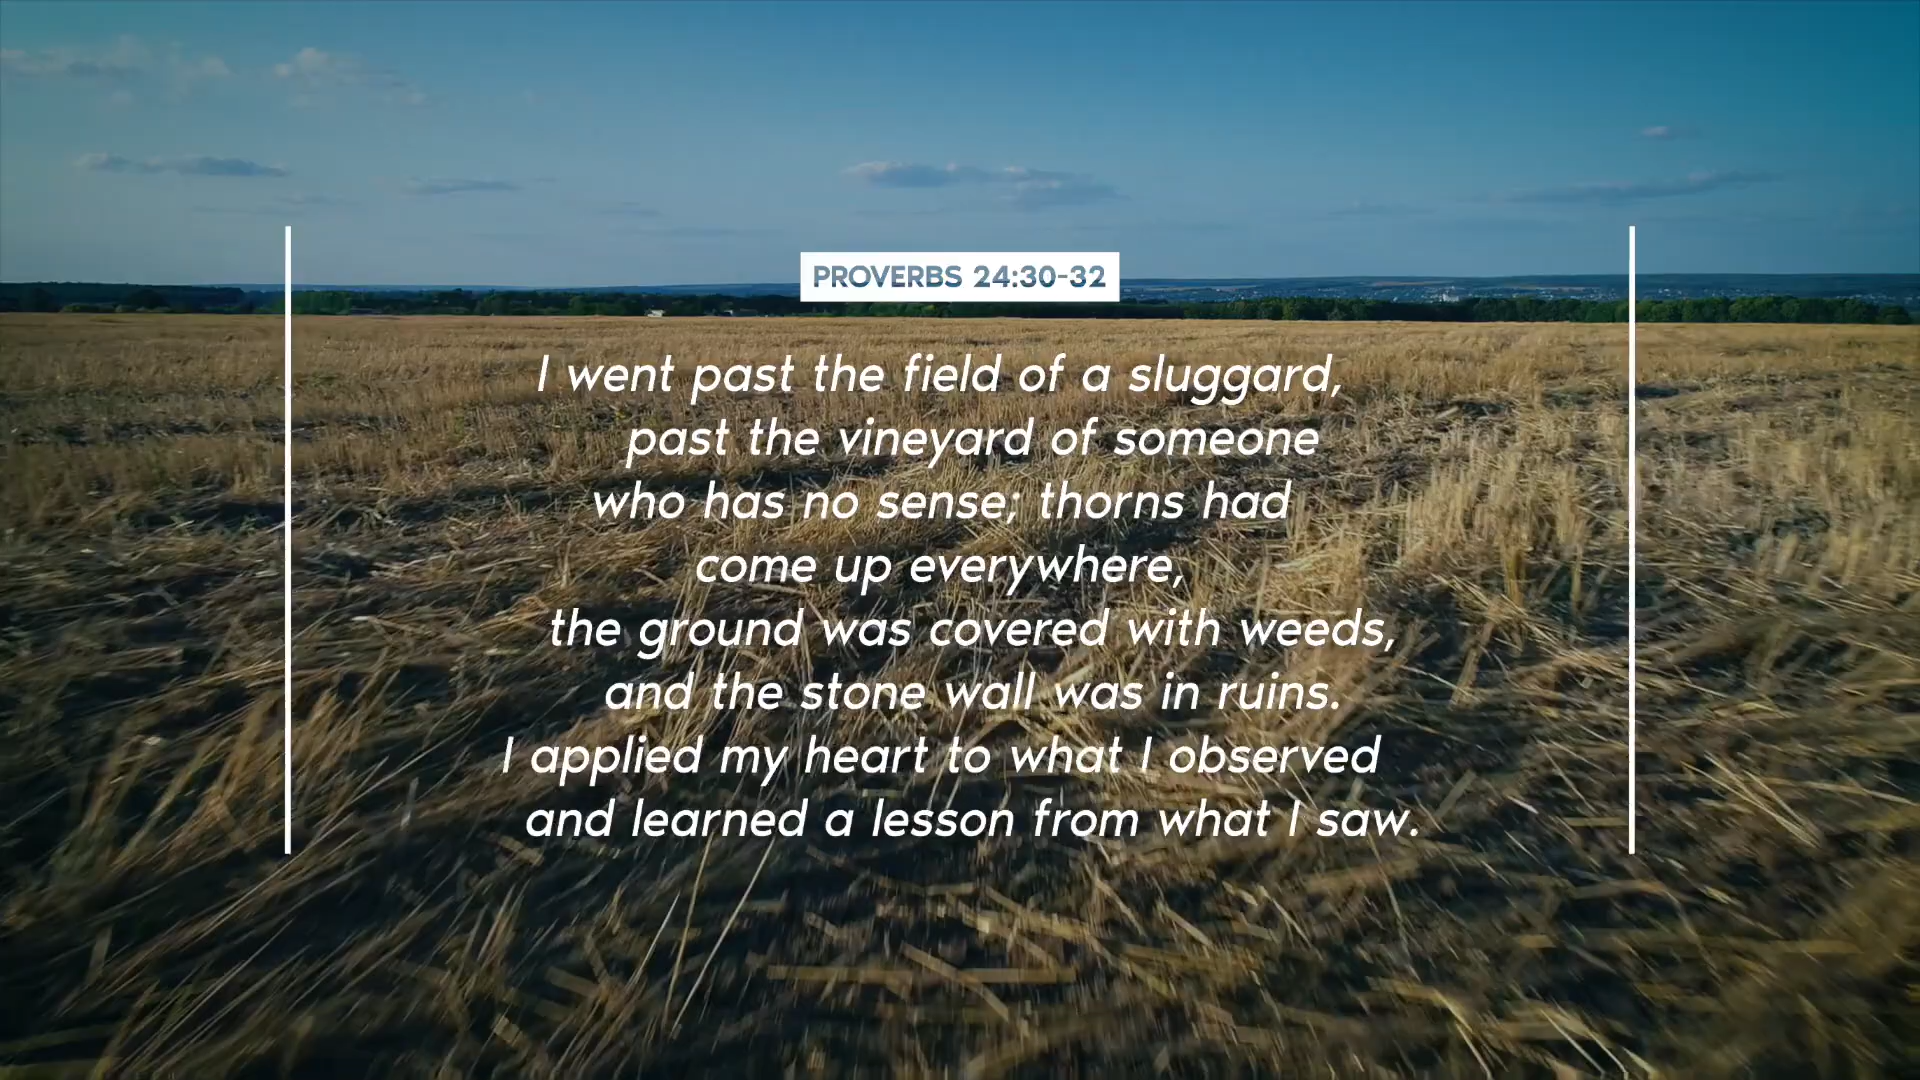 PROVERBS 24:30-32
I went past the field of a sluggard,
past the vineyard of someone
who has no sense; thorns had
come up everywhere,
the ground was covered with weeds,
and the stone wall was in ruins.
I applied my heart to what I observed
and learned a lesson from what I saw.